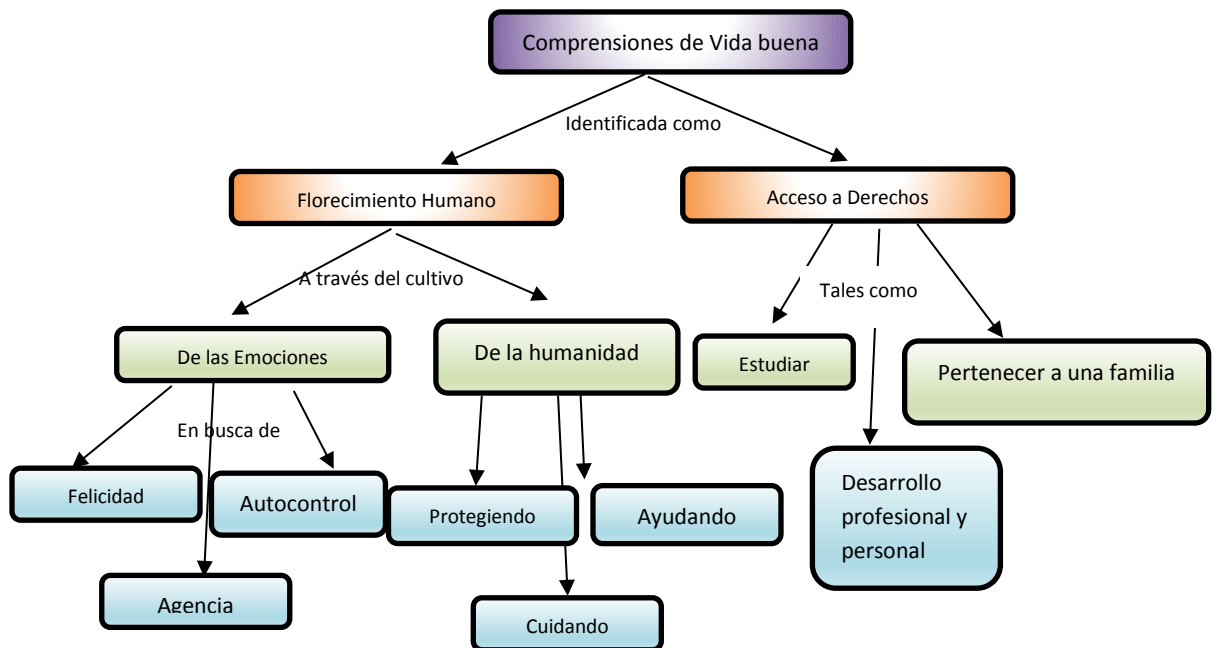 Comprensiones de Vida buena
Identificada como
Florecimiento Humano
Acceso a Derechos
A través del cultivo
Tales como
De las Emociones
De la humanidad
Estudiar
Pertenecer a una familia
En busca de
Felicidad
Autocontrol
Protegiendo
Ayudando
Desarrollo
profesional y
personal
Agencia
Cuidando